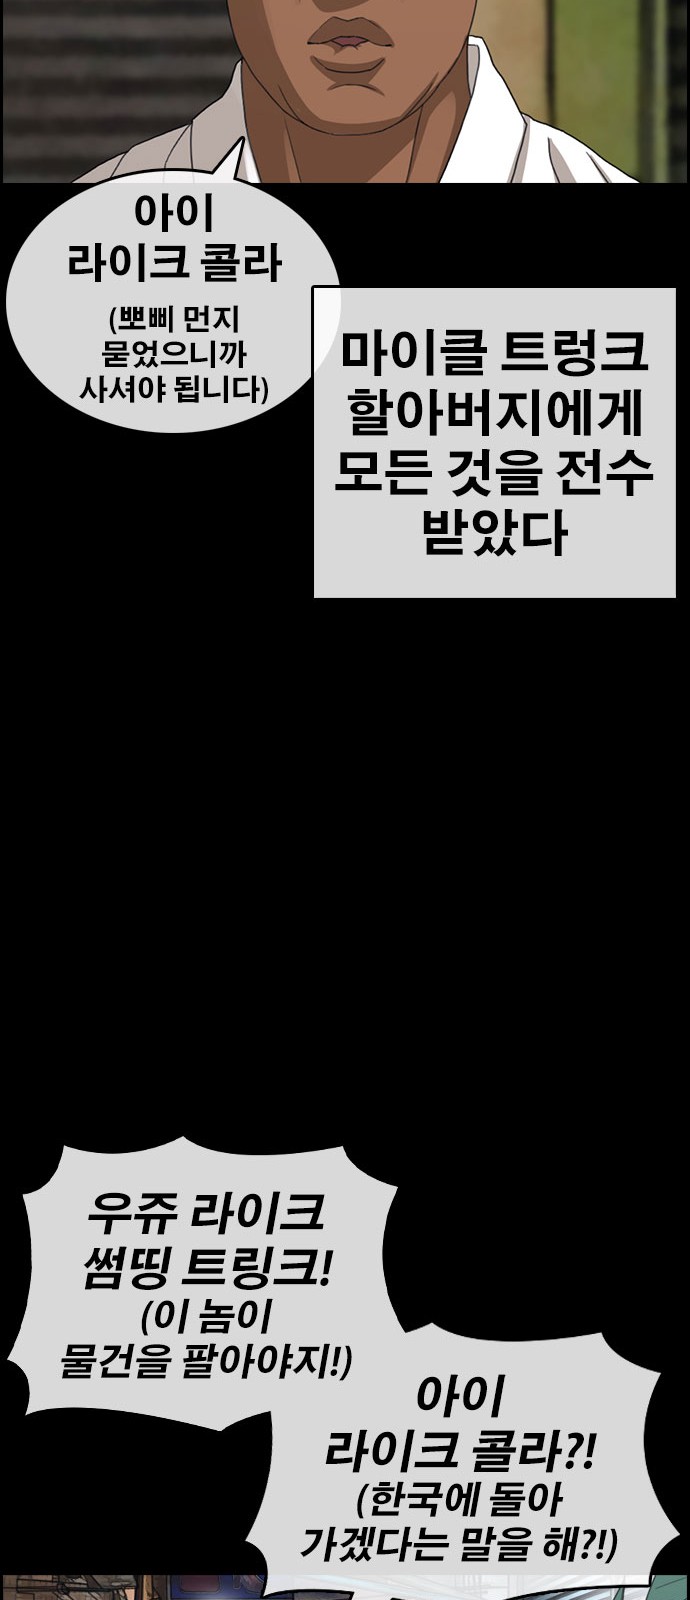 아이
라이크 콜라
(뽀삐 먼지
묻었으니까
사셔야 됩니다)
마이클 트렁크
할아버지에게
모든 것을 전수
받았다
우쥬 라이크
썸띵 트링크!
(이 놈이
물건을 팔아야지!)
아이
라이크 콜라?!
(한국에 돌아
가겠다는 말을 해?!)